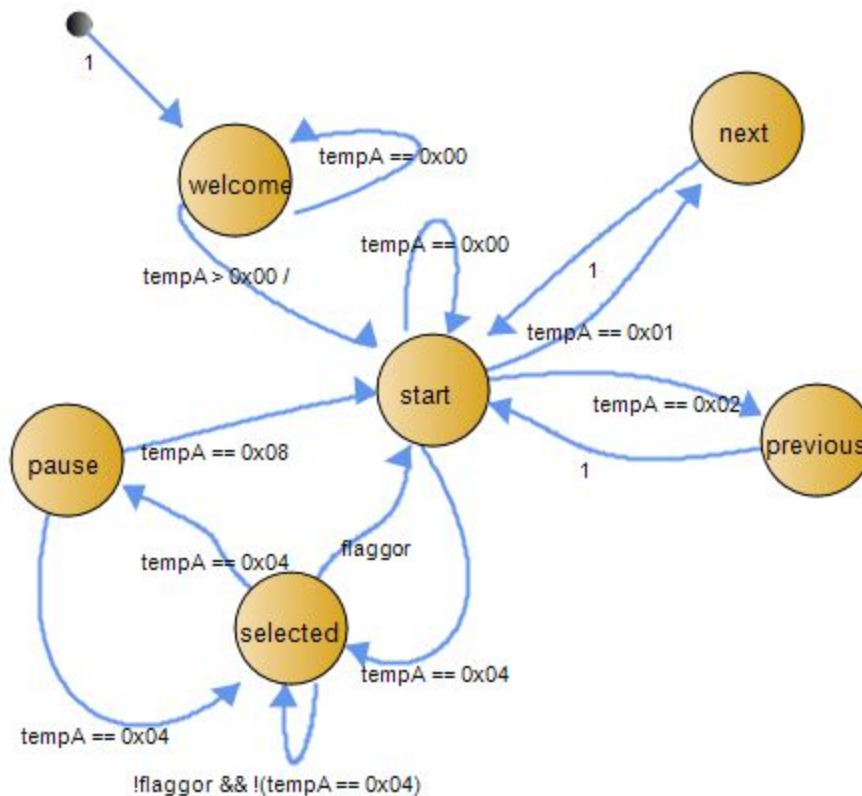 1
next
tempA == 0x00
welcome
tempA == 0x00
tempA > 0x00 /
1
tempA == 0x01
start
tempA == 0x02
previous
tempA == 0x08
pause
1
flaggor
tempA == 0x04
selected
tempA == 0x04
tempA == 0x04
!flaggor && !(tempA == 0x04)